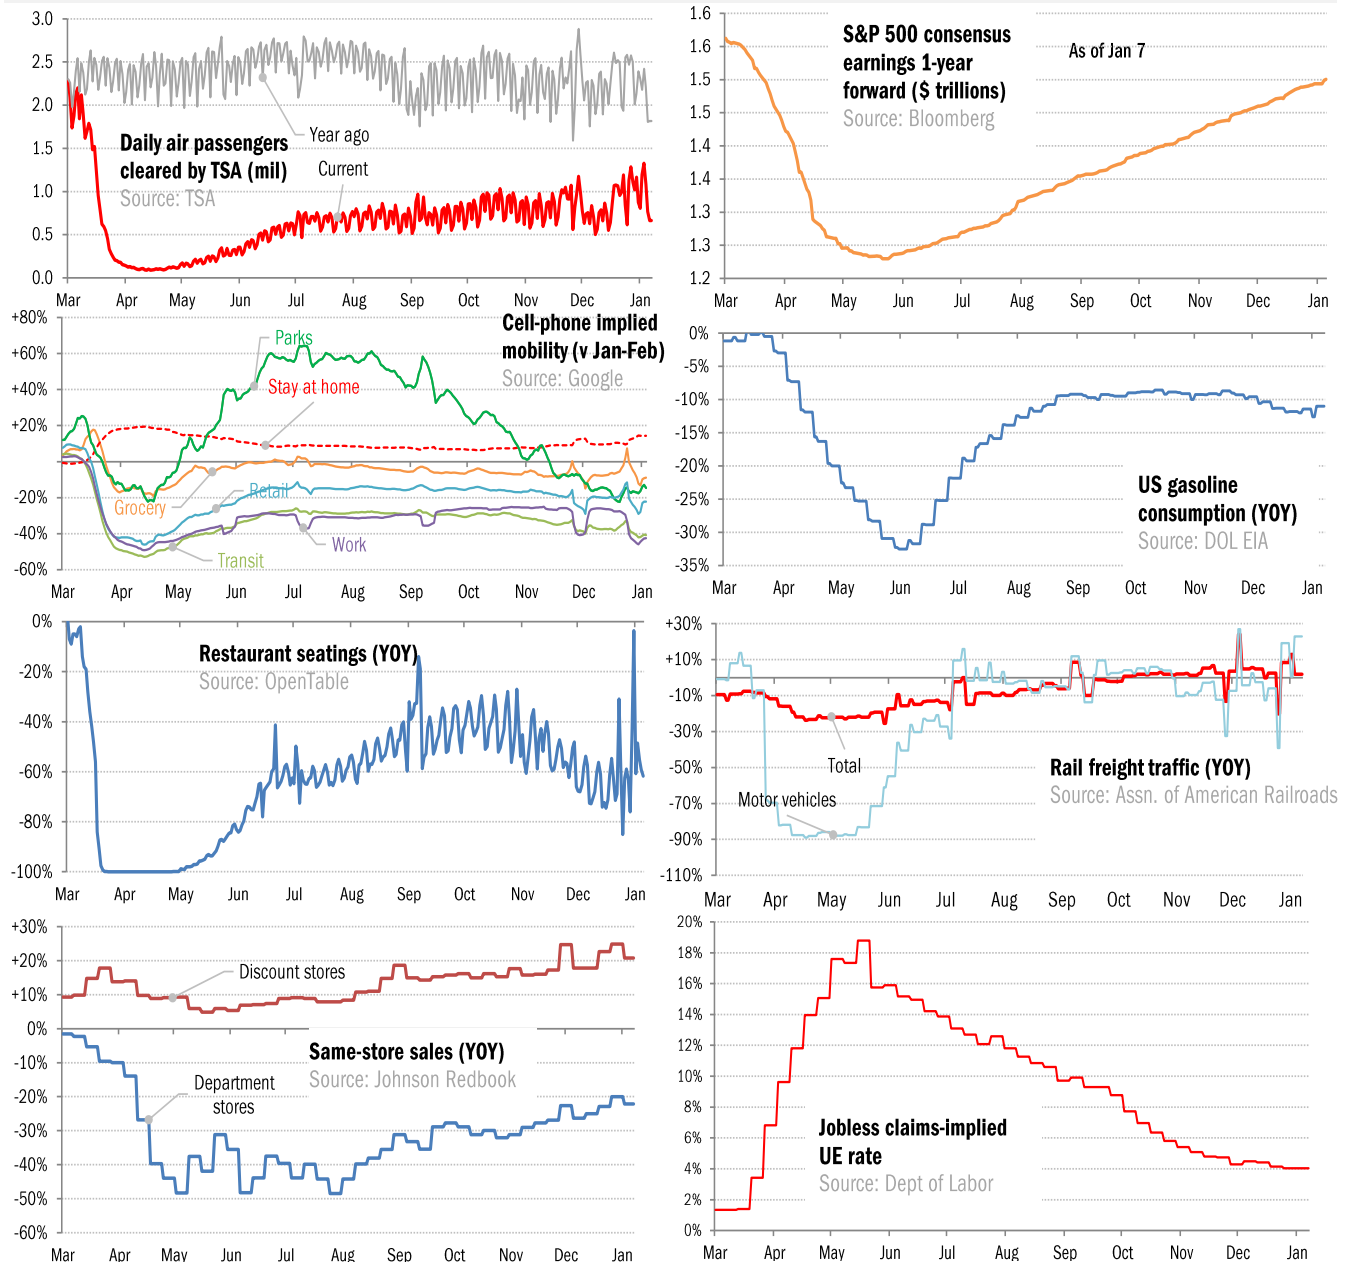 3.0
2.5
2.0
1.5
1.0
0.5
0.0
Daily air passengers
cleared by TSA (mil)
Source: TSA
Year ago
Current
Mar Apr May Jun Jul Aug Sep Oct Nov Dec Jan
1.6
1.6
1.5
1.5
1.4
1.4
1.3
1.3
1.2
S&P 500 consensus
earnings 1-year
forward ($ trillions)
Source: Bloomberg
As of Jan 7
Mar Apr May Jun Jul Aug Sep Oct Nov Dec Jan
+80%
+60%
+40%
+20%
-20%
-40%
-60%
Cell-phone implied
mobility (v Jan-Feb)
Source: Google
Parks
Stay at home
Grocery
Retail
Work
Transit
Mar Apr May Jun Jul Aug Sep Oct Nov Dec Jan
0%
-5%
-10%
-15%
-20%
-25%
-30%
-35%
US gasoline
consumption (YOY)
Source: DOL EIA
Mar Apr May Jun Jul Aug Sep Oct Nov Dec Jan
0%
-20%
-40%
-60%
-80%
-100%
Restaurant seatings (YOY)
Source: OpenTable
Mar Apr May Jun Jul Aug Sep Oct Nov Dec Jan
+30%
+10%
-10%
-30%
-50%
-70%
-90%
-110%
Total
Motor vehicles
Rail freight traffic (YOY)
Source: Assn. of American Railroads
Mar Apr May Jun Jul Aug Sep Oct Nov Dec Jan
+30%
+20%
+10%
0%
-10%
-20%
-30%
-40%
-50%
-60%
Discount stores
Same-store sales (YOY)
Source: Johnson Redbook
Department
stores
Mar Apr May Jun Jul Aug Sep Oct Nov Dec Jan
20%
18%
16%
14%
12%
10%
8%
6%
4%
2%
0%
Jobless claims-implied
UE rate
Source: Dept of Labor
Mar Apr May Jun Jul Aug Sep Oct Nov Dec Jan